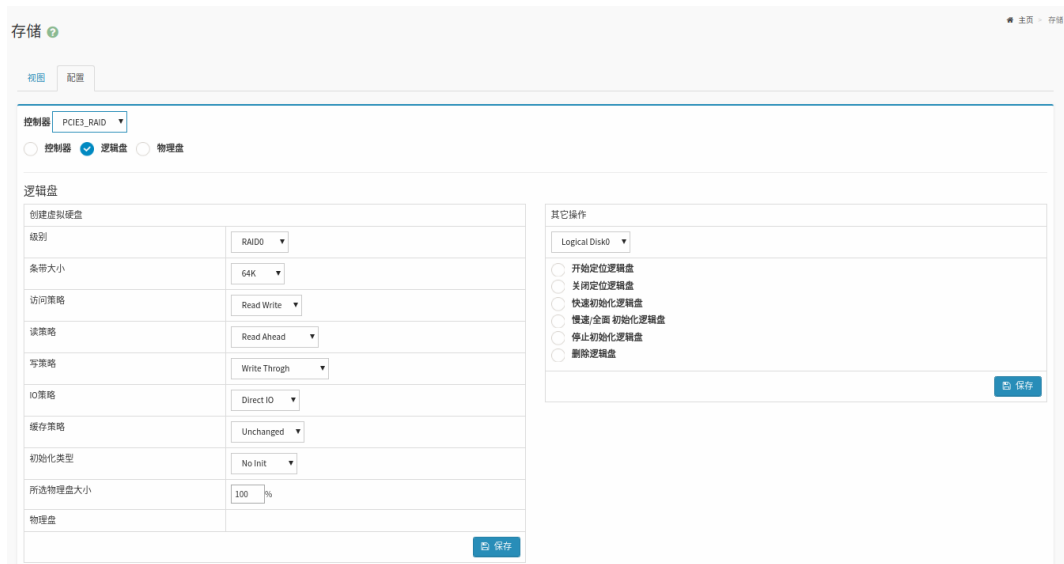 主页 > 存储
存储
视图 配置
控制器 PCIE3_RAID
控制器 逻辑盘 物理盘
逻辑盘
创建虚拟硬盘
级别 RAID0
条带大小 64K
访问策略 Read Write
读策略 Read Ahead
写策略 Write Throgh
IO策略 Direct IO
缓存策略 Unchanged
初始化类型 No Init
所选物理盘大小 100 %
物理盘
保存
其它操作
Logical Disk0
开始定位逻辑盘
关闭定位逻辑盘
快速初始化逻辑盘
慢速/全面 初始化逻辑盘
停止初始化逻辑盘
删除逻辑盘
保存